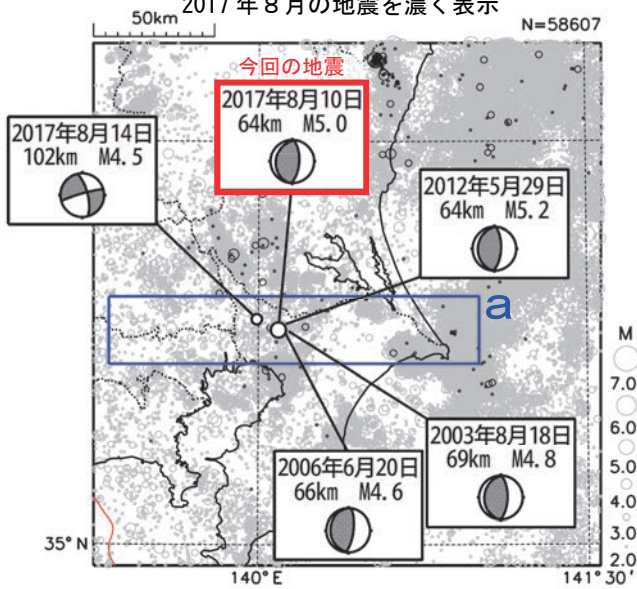 2017年８月の地震を濃く表示
50km
N=58607
今回の地震
2017年8月10日
64km M5.0
2017年8月14日
102km M4.5
2012年5月29日
64km M5.2
a
M
7.0
6.0
5.0
4.0
3.0
2.0
2003年8月18日
69km M4.8
2006年6月20日
66km M4.6
35°N
140°E
141°30'